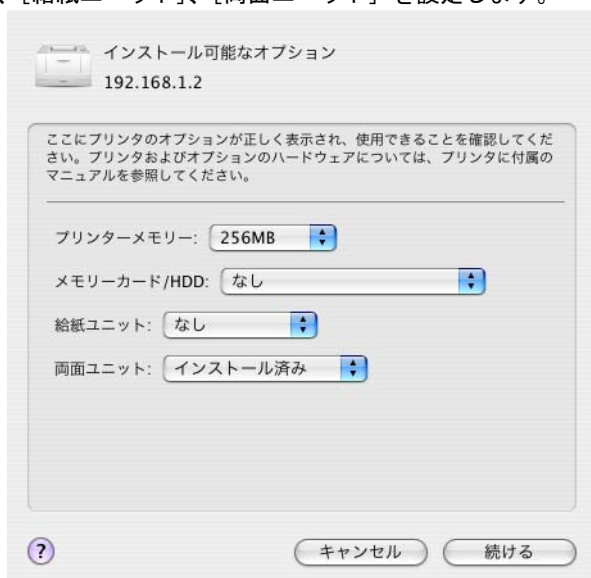 、[給紙ユニット]、[両面ユニット] を設定します。
インストール可能なオプション
192.168.1.2
ここにプリンタのオプションが正しく表示され、使用できることを確認してくだ
さい。プリンタおよびオプションのハードウェアについては、プリンタに付属の
マニュアルを参照してください。
プリンターメモリー: 256MB
メモリーカード/HDD: なし
給紙ユニット: なし
両面ユニット: インストール済み
? キャンセル 続ける